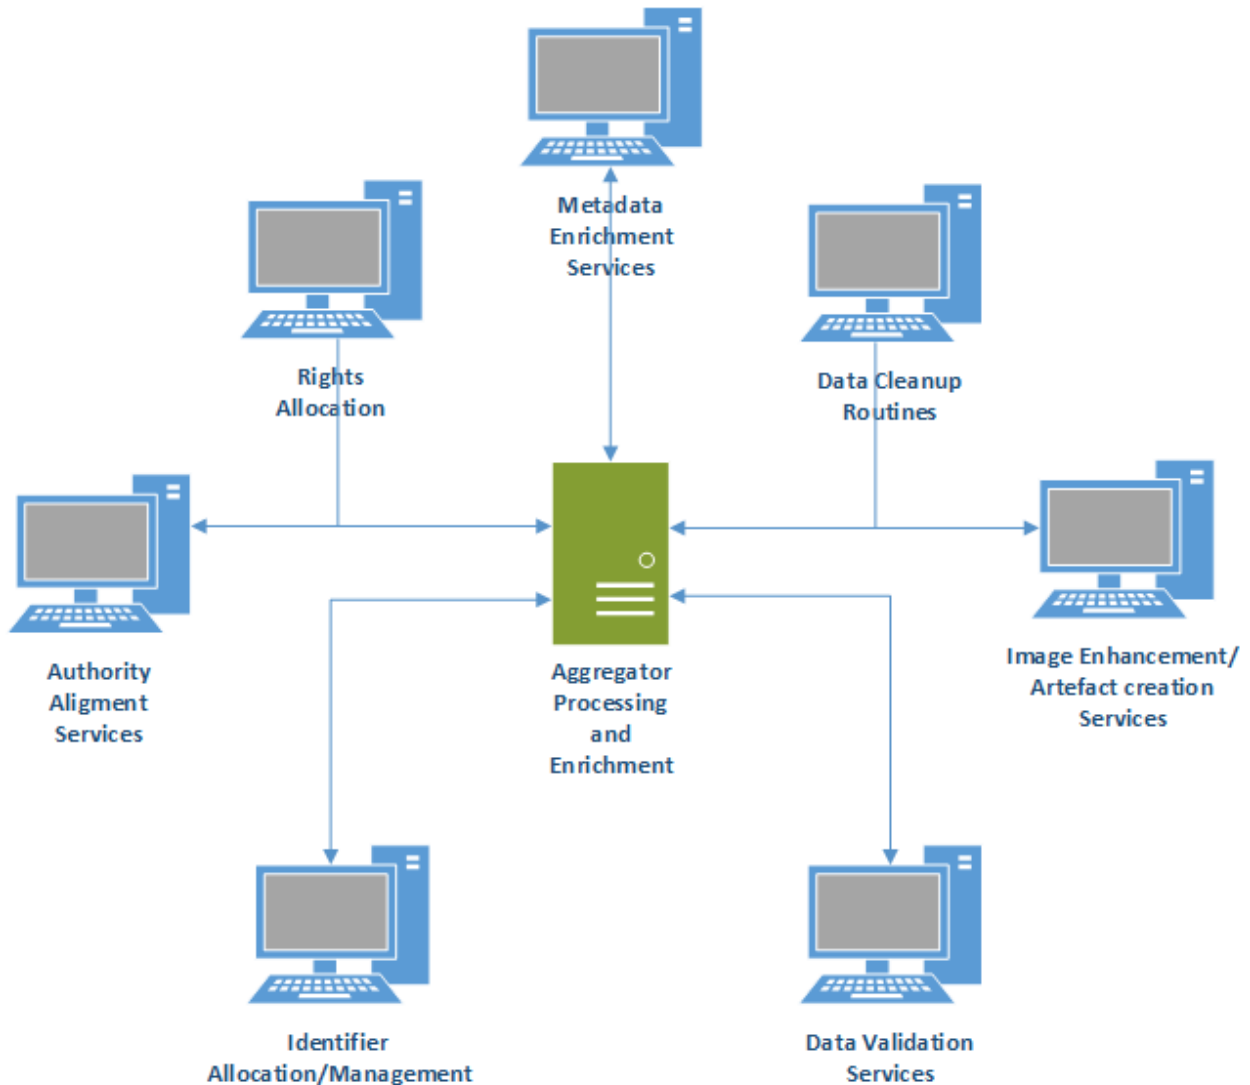 Metadata
Enrichment
Services
Rights
Allocation
Data Cleanup
Routines
Authority
Aligment
Services
Aggregator
Processing
and
Enrichment
Image Enhancement/
Artefact creation
Services
Identifier
Allocation/Management
Data Validation
Services